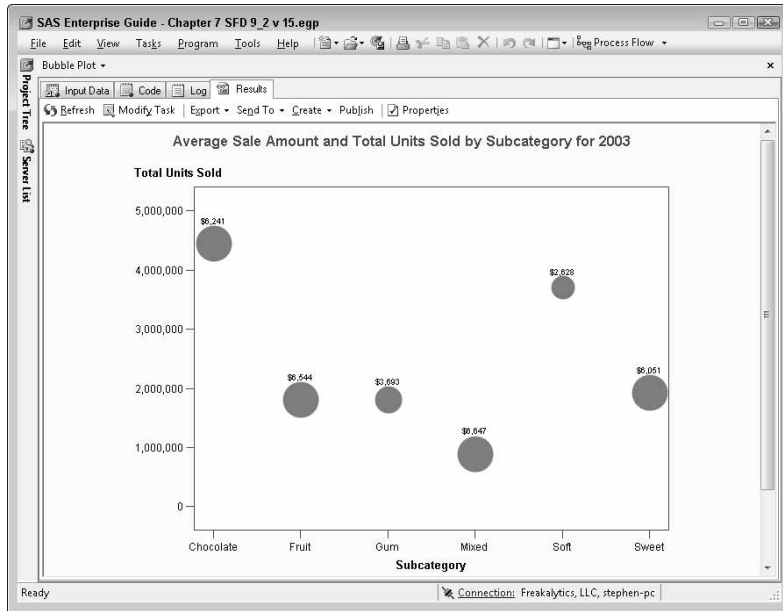 SAS Enterprise Guide - Chapter 7 SFD 9_2 v 15.egp
File Edit View Tasks Program Tools Help Process Flow
Bubble Plot
Project Tree
Server List
Input Data Code Log Results
Refresh Modify Task Export Send To Create Publish Properties
Average Sale Amount and Total Units Sold by Subcategory for 2003
Total Units Sold
5,000,000
$6,241
4,000,000
$2,628
3,000,000
$6,544
$3,693
$6,051
2,000,000
$6,647
1,000,000
0
Chocolate Fruit Gum Mixed Soft Sweet
Subcategory
Ready
Connection: Freakalytics, LLC, stephen-pc